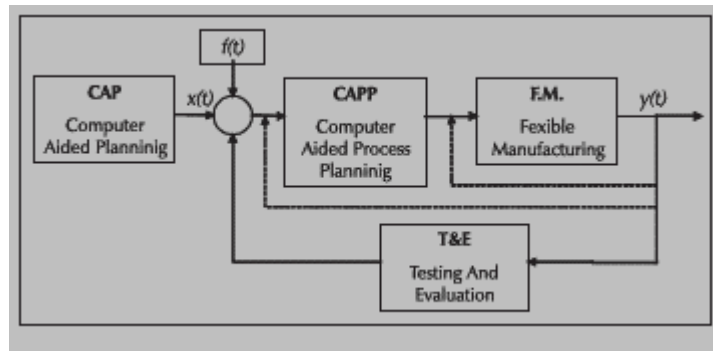 f(t)
CAP
Computer
Aided Planninig
x(t)
CAPP
Computer
Aided Process
Planninig
F.M.
Fexible
Manufacturing
y(t)
T&E
Testing And
Evaluation